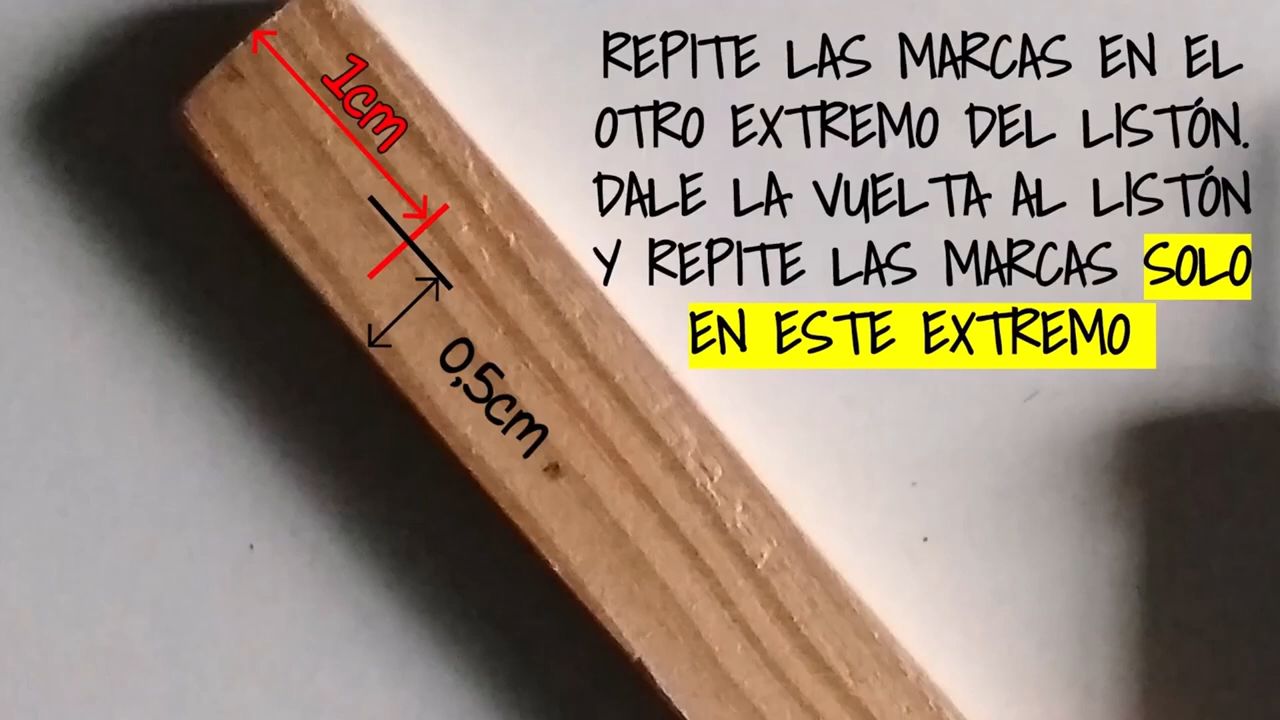 REPITE LAS MARCAS EN EL
OTRO EXTREMO DEL LISTÓN.
DALE LA VUELTA AL LISTÓN
Y REPITE LAS MARCAS SOLO
EN ESTE EXTREMO
1cm
0,5cm